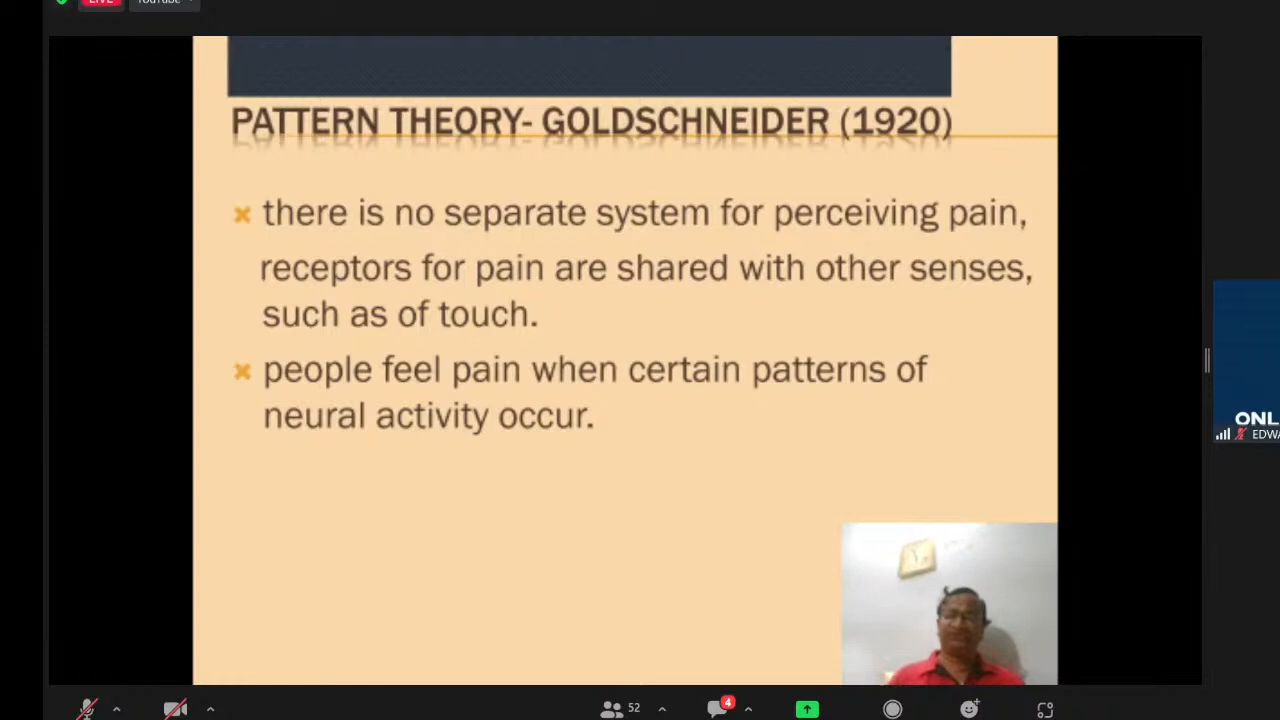 LIVE
YouTube
PATTERN THEORY- GOLDSCHNEIDER (1920)
there is no separate system for perceiving pain,
receptors for pain are shared with other senses,
such as of touch.
people feel pain when certain patterns of
neural activity occur.
ONL
EDWA
52
4